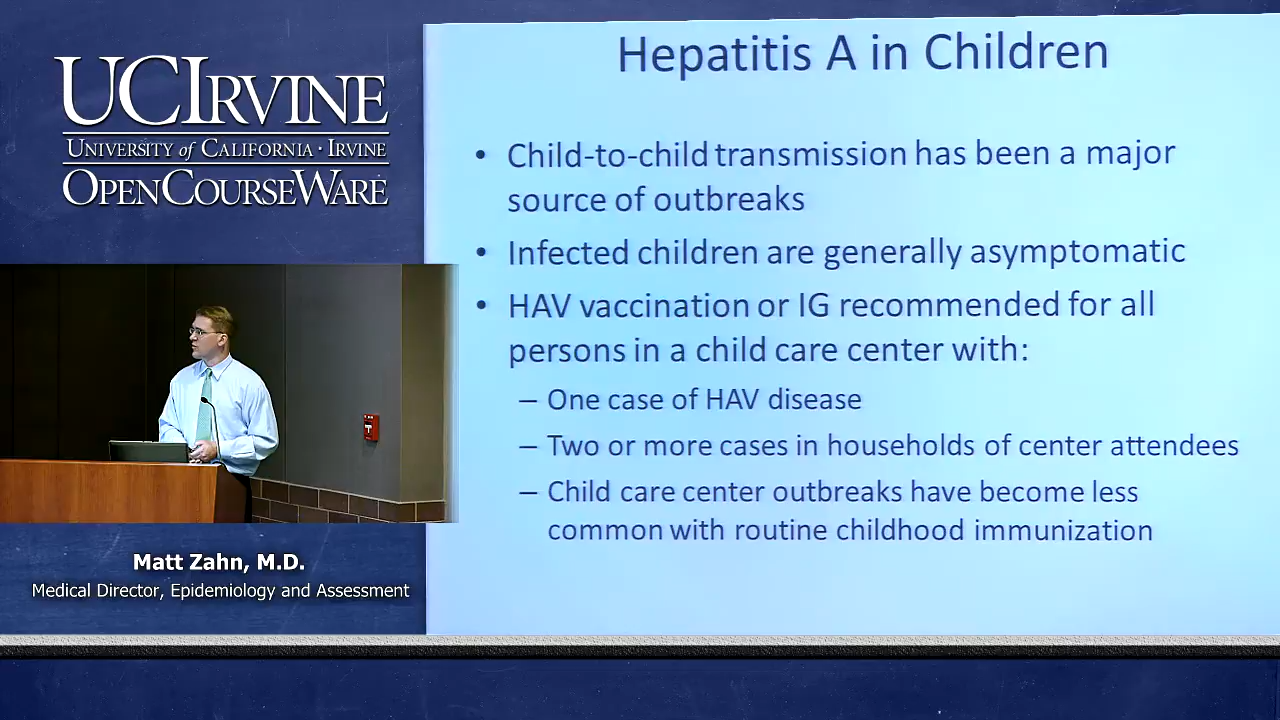 UCIRVINE
UNIVERSITY of CALIFORNIA · IRVINE
OPENCOURSEWARE
Hepatitis A in Children
• Child-to-child transmission has been a major
source of outbreaks
• Infected children are generally asymptomatic
• HAV vaccination or IG recommended for all
persons in a child care center with:
– One case of HAV disease
– Two or more cases in households of center attendees
– Child care center outbreaks have become less
common with routine childhood immunization
Matt Zahn, M.D.
Medical Director, Epidemiology and Assessment